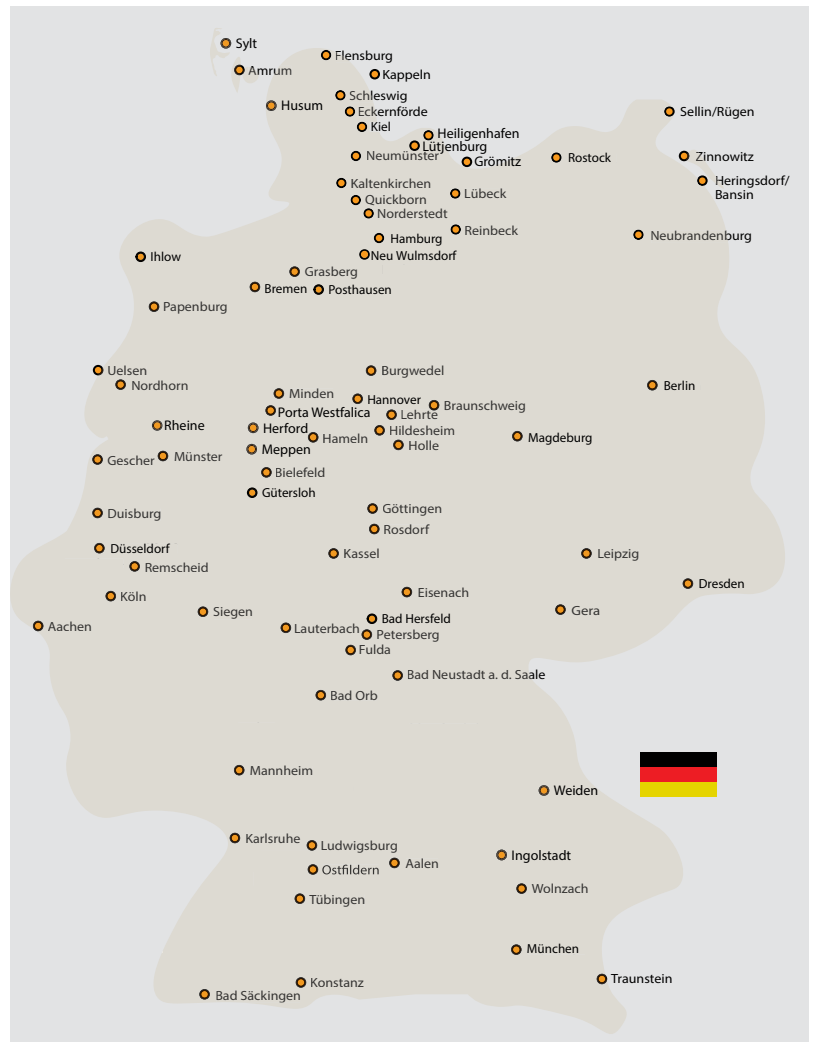 Sylt
Flensburg
Amrum
Kappeln
Schleswig
Husum
Eckernförde
Sellin/Rügen
Kiel
Heiligenhafen
Lütjenburg
Neumünster
Grömitz
Rostock
Zinnowitz
Kaltenkirchen
Heringsdorf/
Bansin
Lübeck
Quickborn
Norderstedt
Reinbeck
Neubrandenburg
Hamburg
Ihlow
Neu Wulmsdorf
Grasberg
Bremen
Posthausen
Papenburg
Uelsen
Burgwedel
Nordhorn
Berlin
Minden
Hannover
Braunschweig
Porta Westfalica
Lehrte
Rheine
Herford
Hildesheim
Hameln
Magdeburg
Holle
Meppen
Gescher
Münster
Bielefeld
Gütersloh
Göttingen
Duisburg
Rosdorf
Düsseldorf
Kassel
Leipzig
Remscheid
Dresden
Eisenach
Köln
Siegen
Gera
Bad Hersfeld
Aachen
Lauterbach
Petersberg
Fulda
Bad Neustadt a. d. Saale
Bad Orb
Mannheim
Weiden
Karlsruhe
Ludwigsburg
Ingolstadt
Aalen
Ostfildern
Wolnzach
Tübingen
München
Traunstein
Konstanz
Bad Säckingen